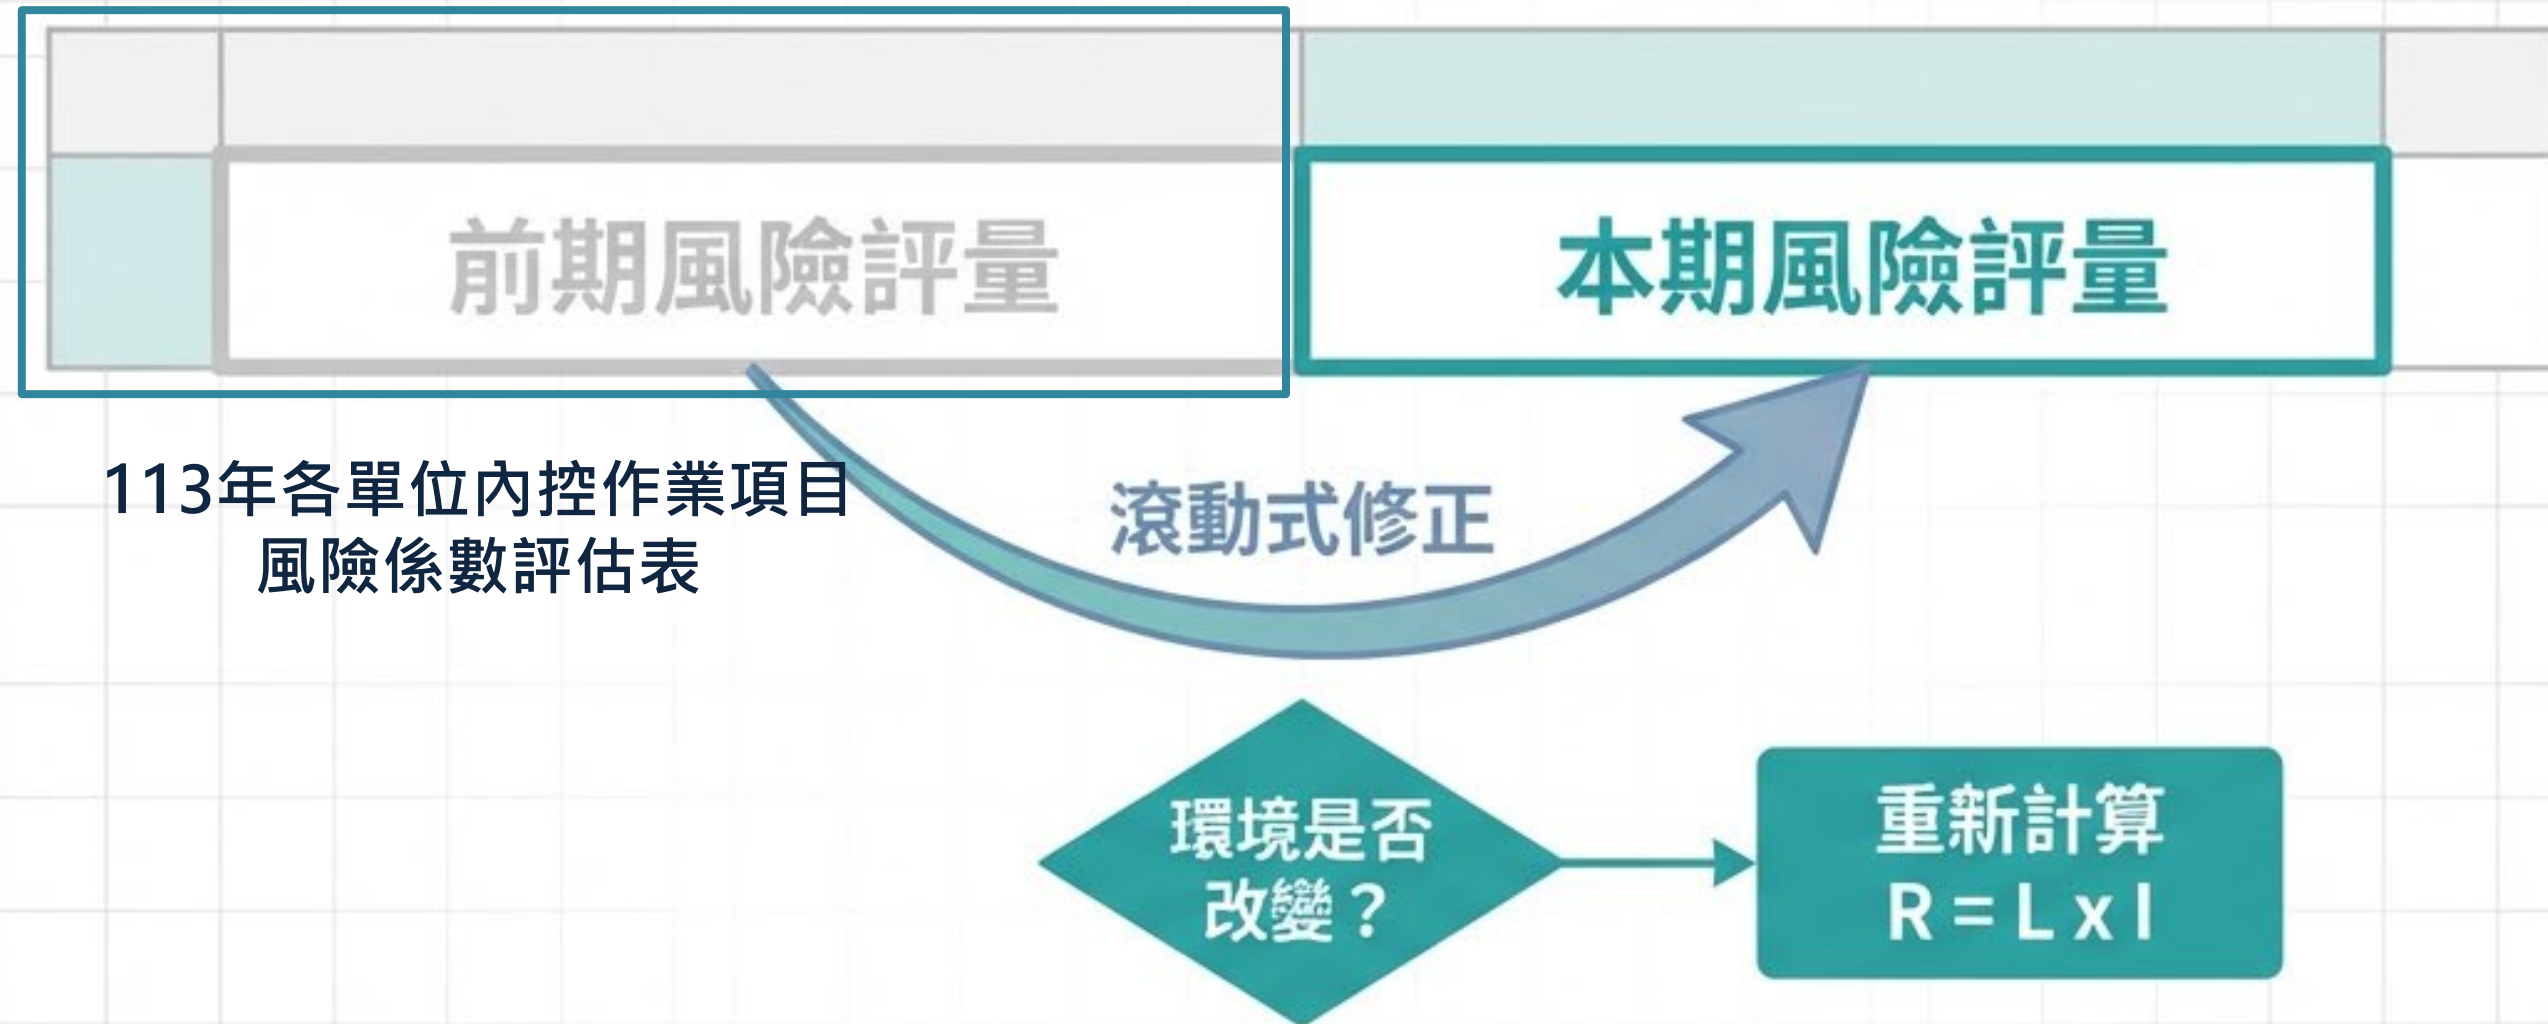 前期風險評量
本期風險評量
113年各單位內控作業項目
風險係數評估表
滾動式修正
環境是否
改變？
重新計算
R = L x I